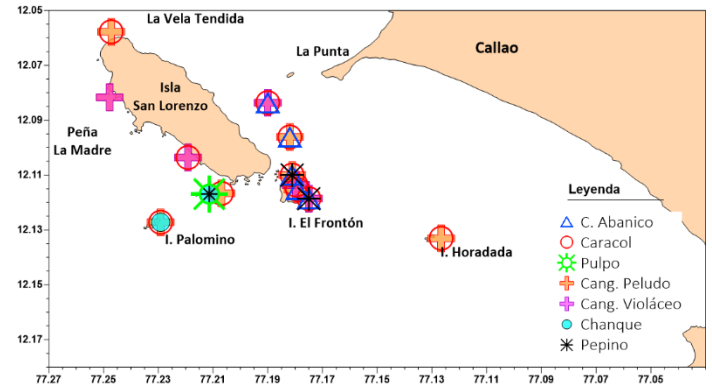 12.05
12.07
12.09
12.11
12.13
12.15
12.17
77.27
77.25
77.23
77.21
77.19
77.17
77.15
77.13
77.11
77.09
77.07
77.05
La Vela Tendida
La Punta
Callao
Isla
San Lorenzo
Peña
La Madre
I. Palomino
I. El Frontón
I. Horadada
Leyenda
C. Abanico
Caracol
Pulpo
Cang. Peludo
Cang. Violáceo
Chanque
Pepino